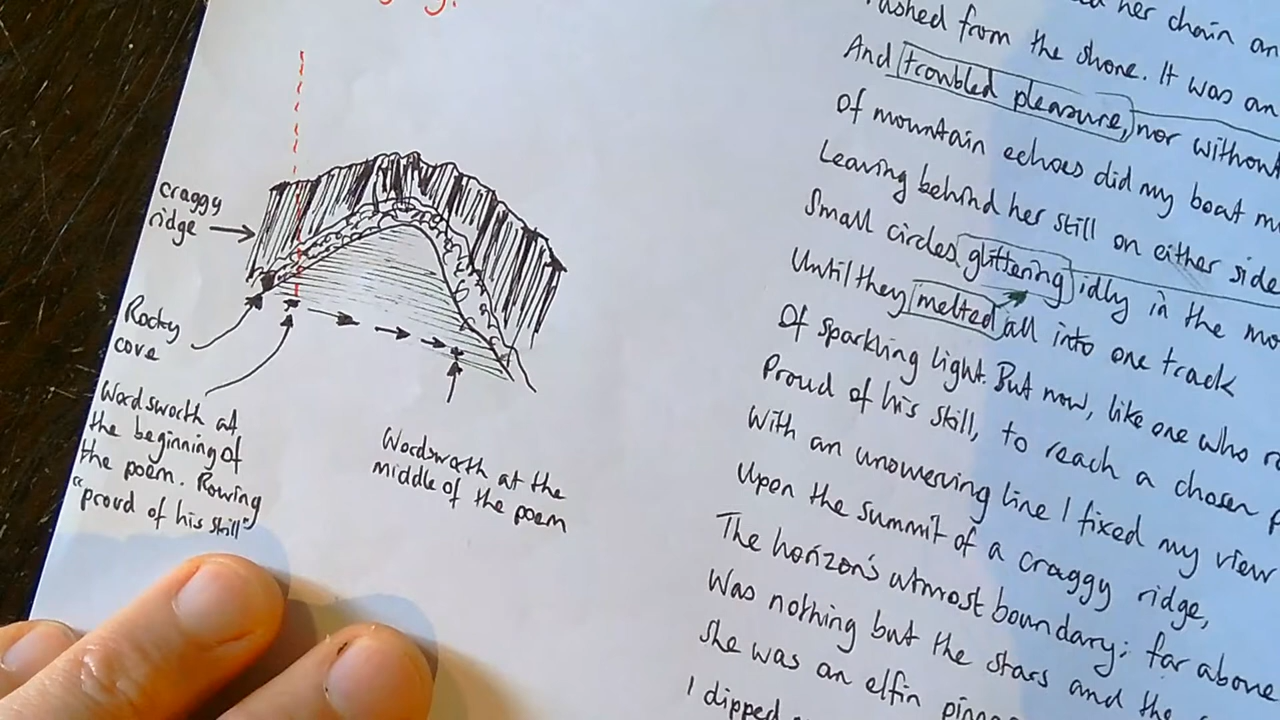 craggy
ridge
Rocky
cove
Wordsworth at
the beginning of
the poem. Rowing
"proud of his skill"
Wordsworth at the
middle of the poem
her chain
from the shore. It was an
And troubled pleasure, nor without
Of mountain echoes did my boat
Leaving behind her still on either side
Small circles glittering idly in the
Until they melted all into one track
Of sparkling light. But now, like one who
Proud of his skill, to reach a chosen
With an unswerving line I fixed my view
Upon the summit of a craggy ridge,
The horizon's utmost boundary; far above
Was nothing but the stars and the
She was an elfin
I dipped